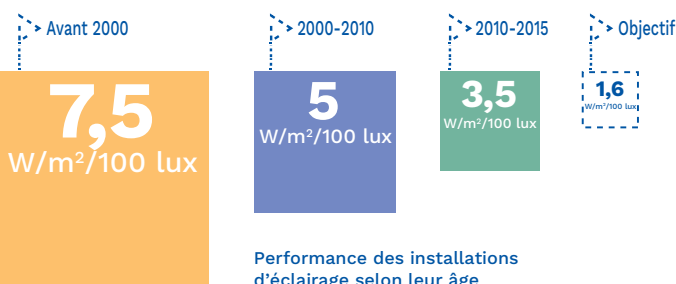 Avant 2000
2000-2010
2010-2015
Objectif
7,5
W/m²/100 lux
5
W/m²/100 lux
3,5
W/m²/100 lux
1,6
W/m²/100 lux
Performance des installations
d'éclairage selon leur âge